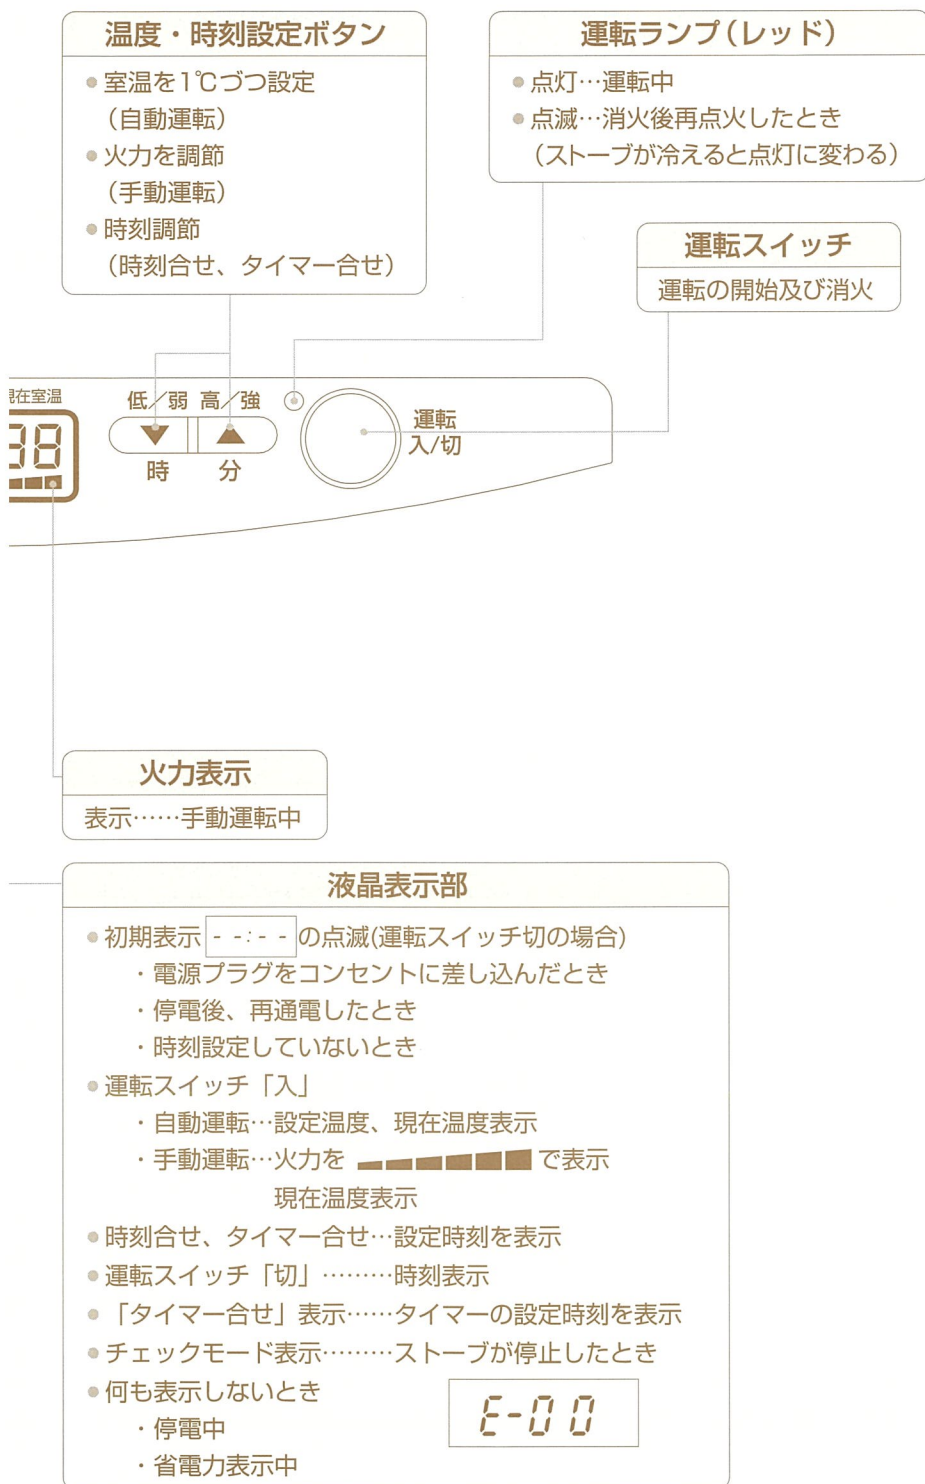 温度・時刻設定ボタン
●室温を1℃づつ設定
(自動運転)
●火力を調節
(手動運転)
●時刻調節
(時刻合せ、タイマー合せ)
運転ランプ(レッド)
●点灯…運転中
●点滅…消火後再点火したとき
(ストーブが冷えると点灯に変わる)
運転スイッチ
運転の開始及び消火
現在室温
88
低/弱 高/強
▼ ▲
時 分
運転
入/切
火力表示
表示……手動運転中
液晶表示部
●初期表示 - -:- - の点滅(運転スイッチ切の場合)
・電源プラグをコンセントに差し込んだとき
・停電後、再通電したとき
・時刻設定していないとき
●運転スイッチ「入」
・自動運転…設定温度、現在温度表示
・手動運転…火力を で表示
現在温度表示
●時刻合せ、タイマー合せ…設定時刻を表示
●運転スイッチ「切」………時刻表示
●「タイマー合せ」表示……タイマーの設定時刻を表示
●チェックモード表示………ストーブが停止したとき
●何も表示しないとき
・停電中
・省電力表示中
E-00